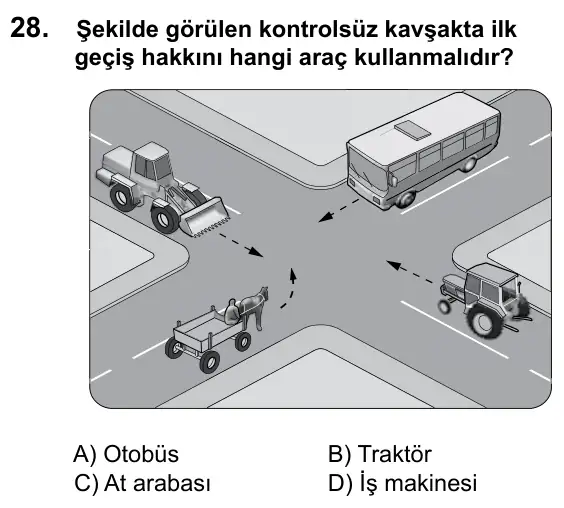 28. Şekilde görülen kontrolsüz kavşakta ilk
geçiş hakkını hangi araç kullanmalıdır?
A) Otobüs B) Traktör
C) At arabası D) İş makinesi